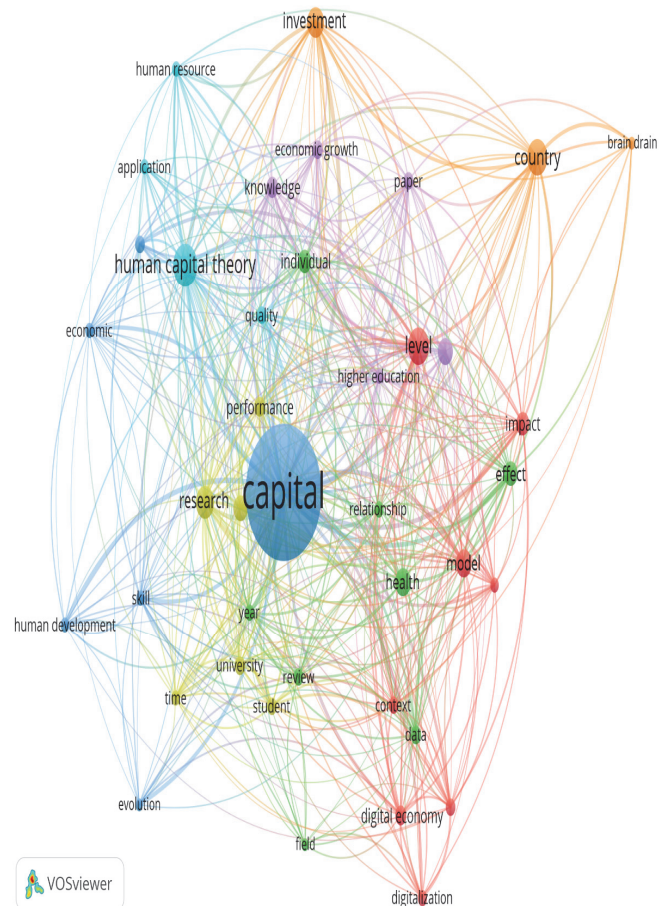 investment
human resource
economic growth
brain drain
country
application
knowledge
paper
human capital theory
individual
quality
economic
level
higher education
performance
impact
effect
capital
research
relationship
model
health
skill
year
human development
university
review
time
student
context
data
evolution
digital economy
field
VOSviewer
digitalization